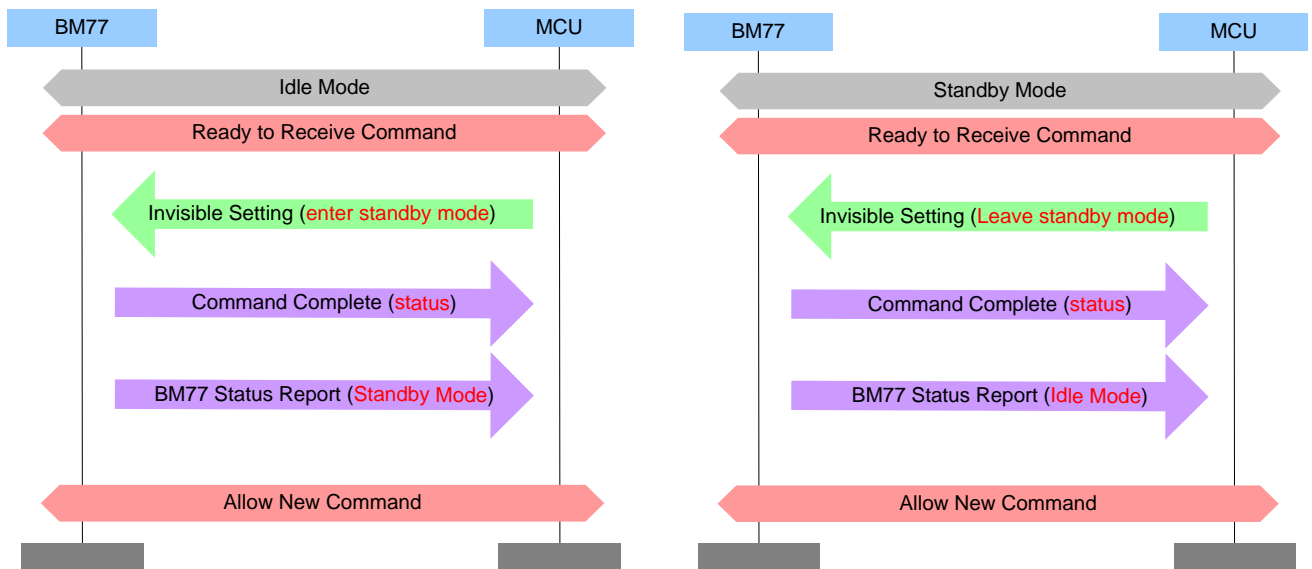 BM77
MCU
Idle Mode
Ready to Receive Command
Invisible Setting (enter standby mode)
Command Complete (status)
BM77 Status Report (Standby Mode)
Allow New Command
BM77
MCU
Standby Mode
Ready to Receive Command
Invisible Setting (Leave standby mode)
Command Complete (status)
BM77 Status Report (Idle Mode)
Allow New Command